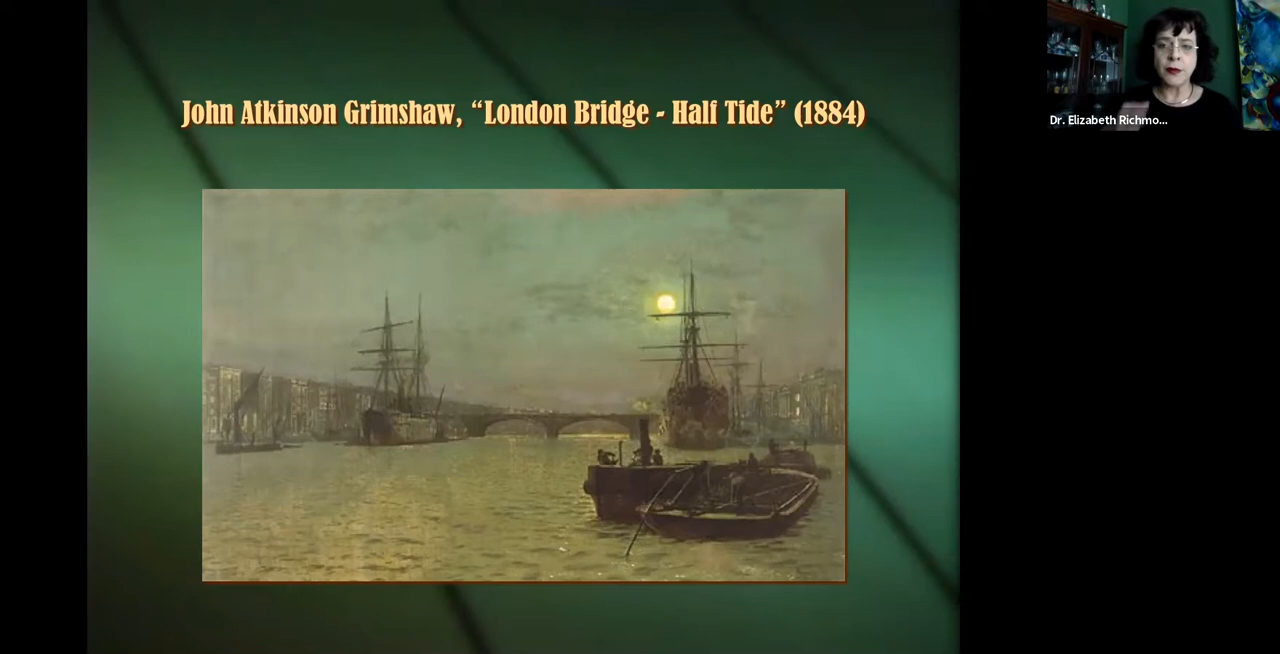 John Atkinson Grimshaw, “London Bridge - Half Tide” (1884)
Dr. Elizabeth Richmo...